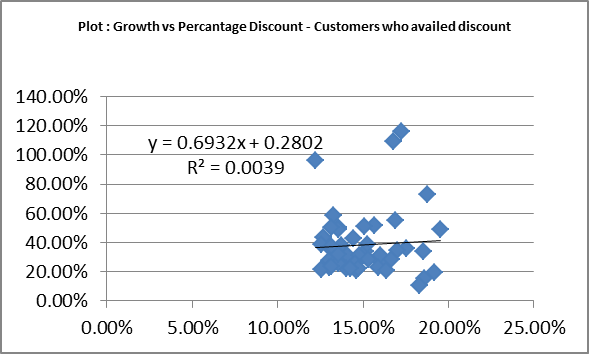 Plot : Growth vs Percantage Discount - Customers who availed discount
140.00%
120.00%
100.00%
80.00%
60.00%
40.00%
20.00%
0.00%
y = 0.6932x + 0.2802
R² = 0.0039
0.00% 5.00% 10.00% 15.00% 20.00% 25.00%